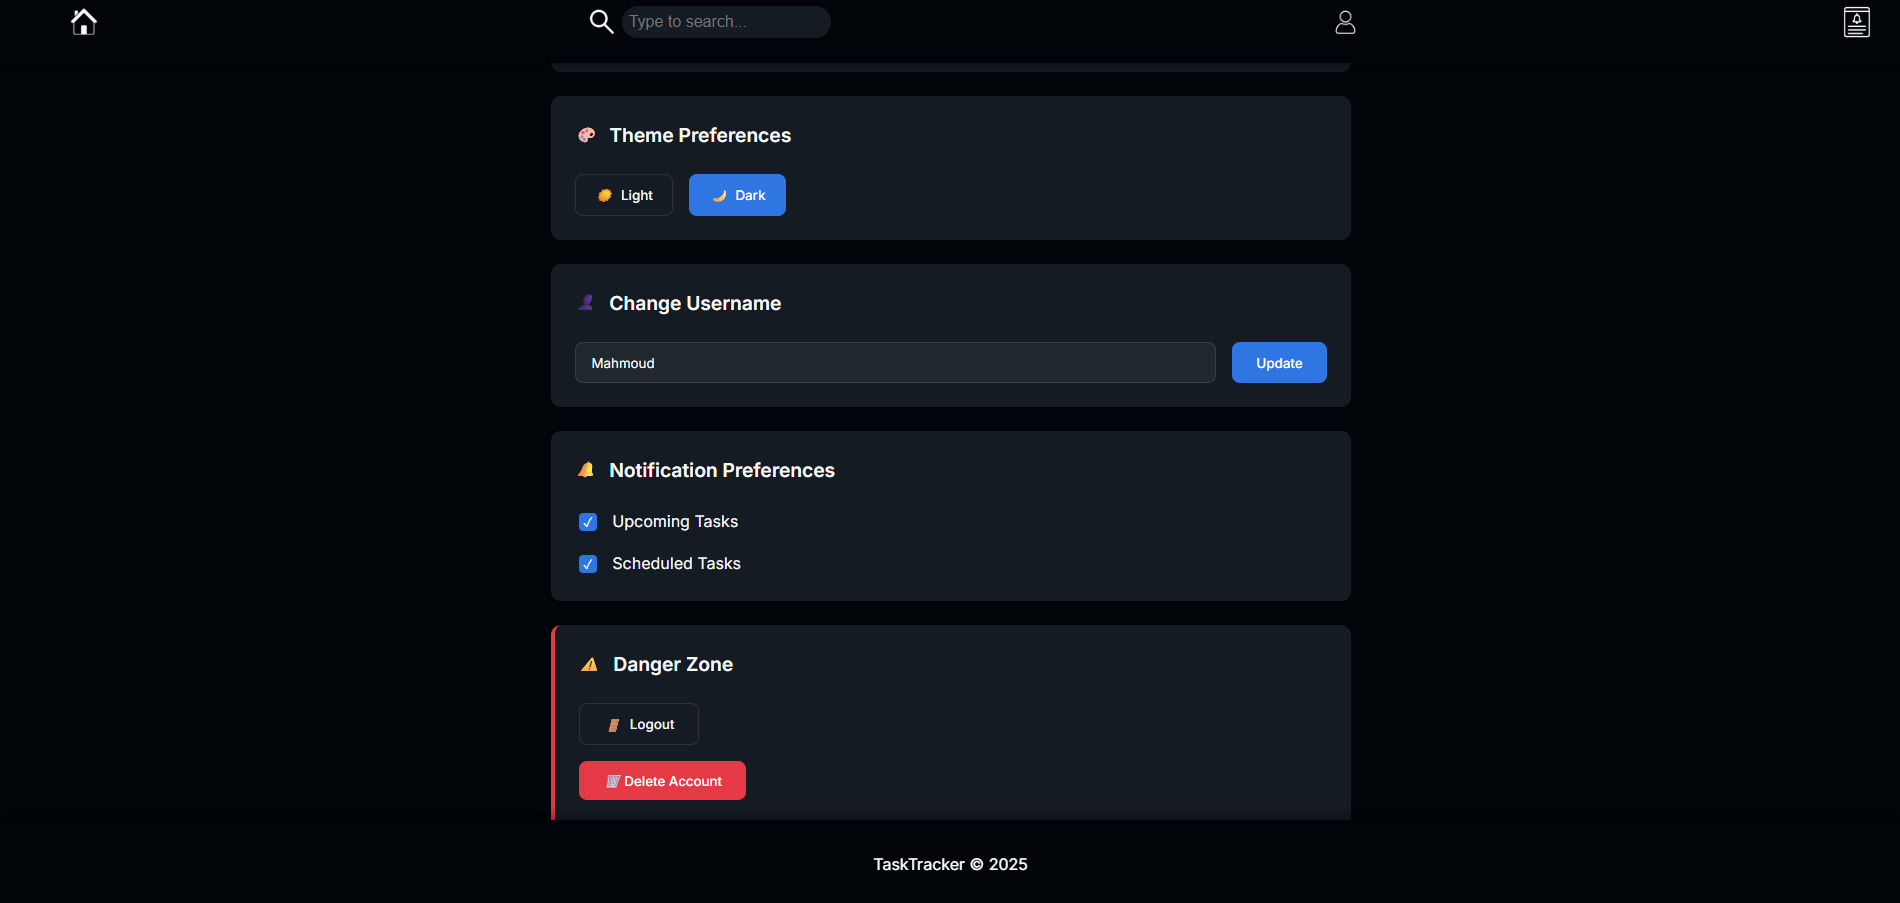 Type to search...
Theme Preferences
Light
Dark
Change Username
Mahmoud
Update
Notification Preferences
Upcoming Tasks
Scheduled Tasks
Danger Zone
Logout
Delete Account
TaskTracker © 2025